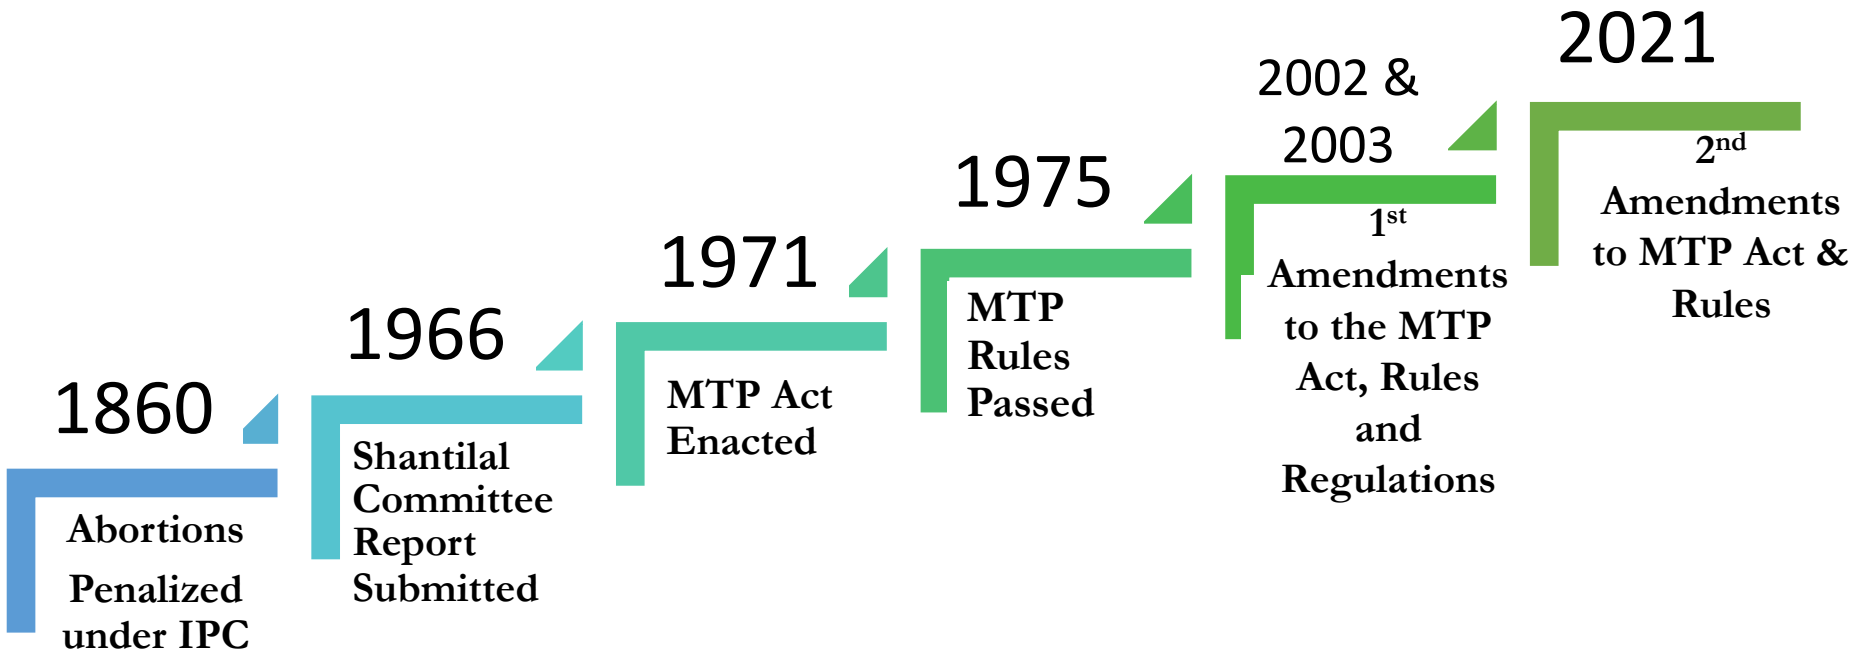 1860
Abortions
Penalized
under IPC
1966
Shantilal
Committee
Report
Submitted
1971
MTP Act
Enacted
1975
MTP
Rules
Passed
2002 &
2003
1st
Amendments
to the MTP
Act, Rules
and
Regulations
2021
2nd
Amendments
to MTP Act &
Rules